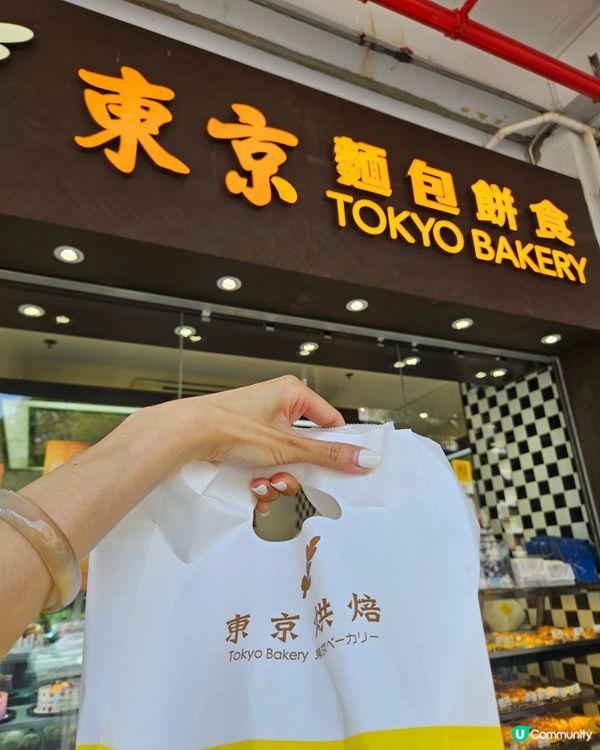 東京 麵包餅食
TOKYO BAKERY
東京烘焙
Tokyo Bakery 東京ベーカリー
U Community